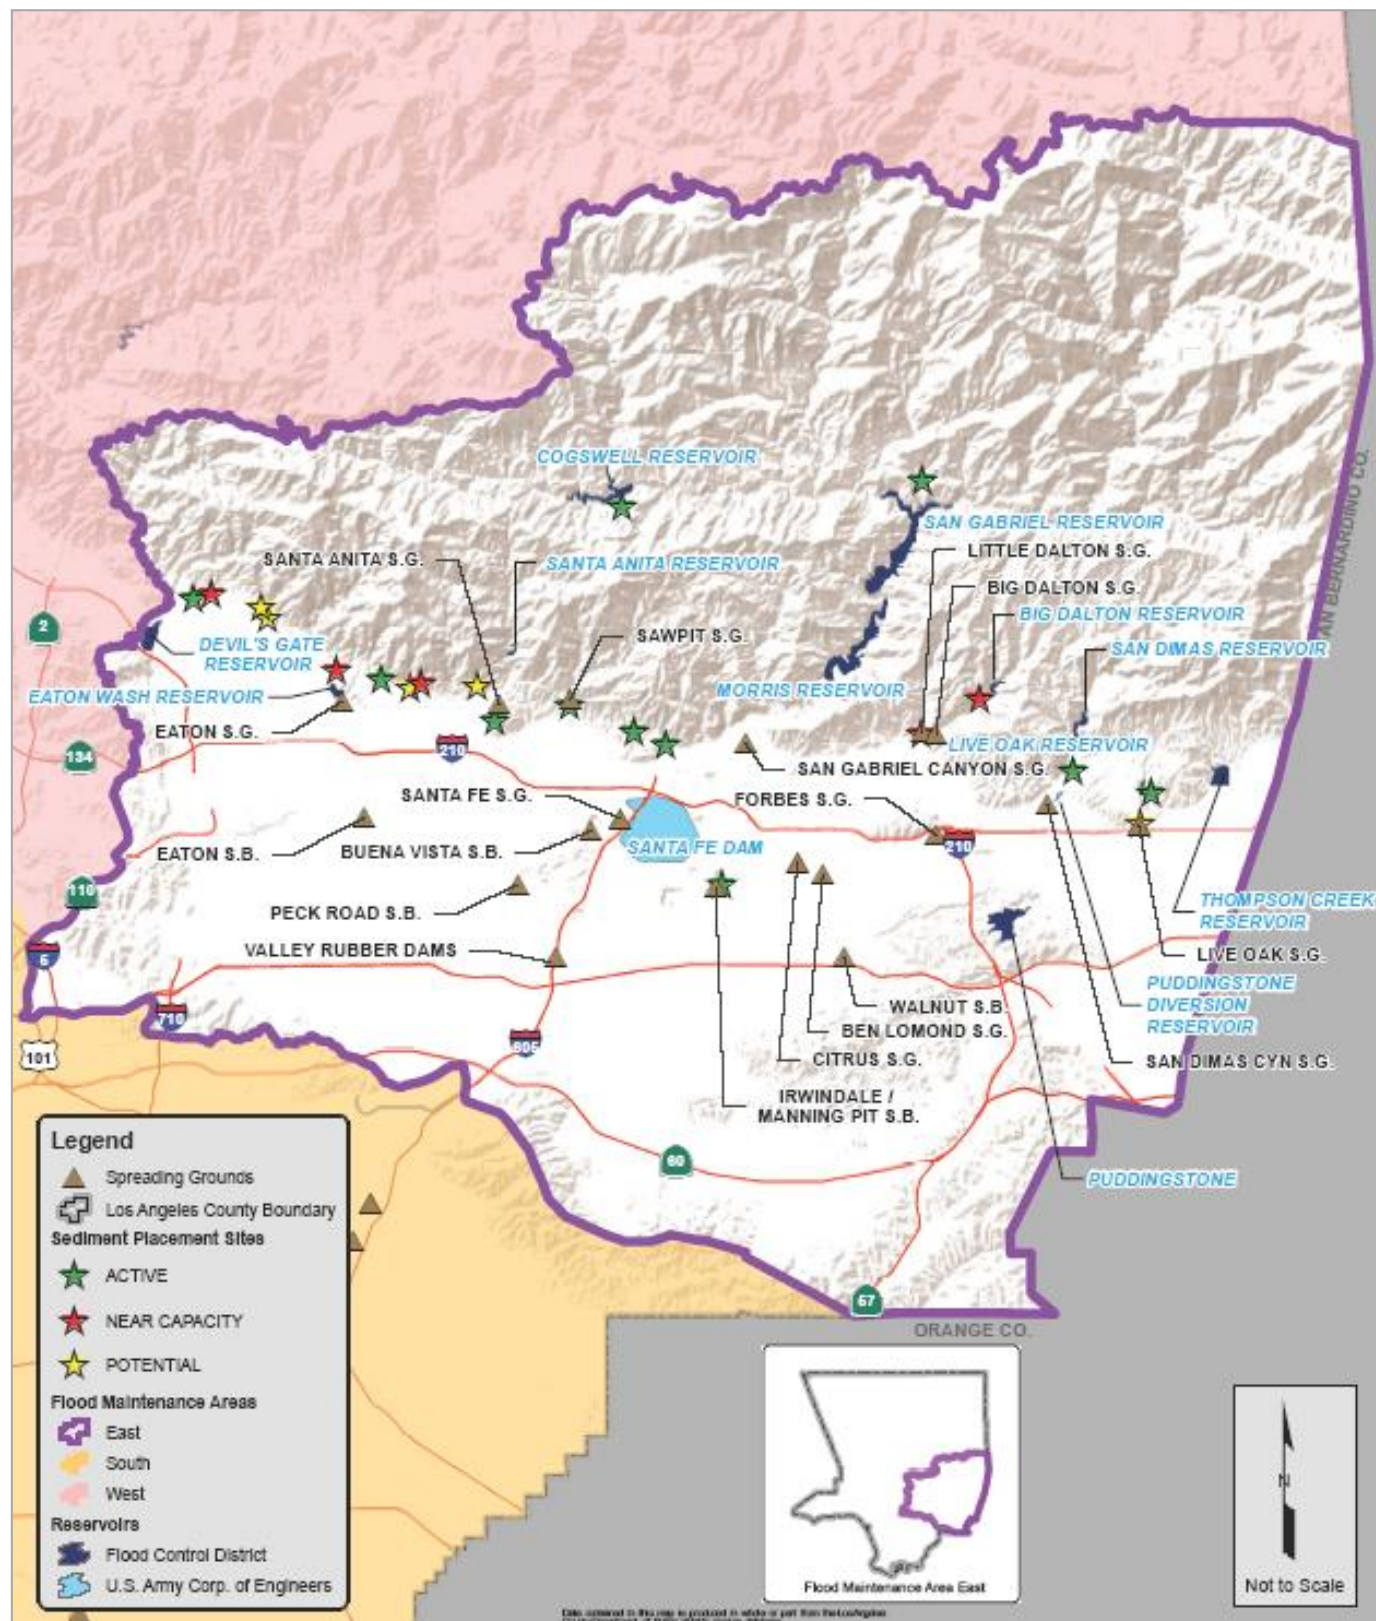 COGSWELL RESERVOIR
SAN GABRIEL RESERVOIR
SANTA ANITA S.G.
SANTA ANITA RESERVOIR
LITTLE DALTON S.G.
BIG DALTON S.G.
BIG DALTON RESERVOIR
SAN BERNARDINO CO.
2
DEVIL'S GATE
RESERVOIR
SAWPIT S.G.
SAN DIMAS RESERVOIR
EATON WASH RESERVOIR
MORRIS RESERVOIR
EATON S.G.
LIVE OAK RESERVOIR
134
210
SAN GABRIEL CANYON S.G.
SANTA FE S.G.
FORBES S.G.
EATON S.B.
BUENA VISTA S.B.
SANTA FE DAM
210
110
PECK ROAD S.B.
THOMPSON CREEK
RESERVOIR
VALLEY RUBBER DAMS
LIVE OAK S.G.
5
WALNUT S.B.
PUDDINGSTONE
DIVERSION
RESERVOIR
710
BEN LOMOND S.G.
101
605
CITRUS S.G.
SAN DIMAS CYN S.G.
IRWINDALE /
MANNING PIT S.B.
60
PUDDINGSTONE
57
ORANGE CO.
Legend
Spreading Grounds
Los Angeles County Boundary
Sediment Placement Sites
ACTIVE
NEAR CAPACITY
POTENTIAL
Flood Maintenance Areas
East
South
West
Reservoirs
Flood Control District
U.S. Army Corp. of Engineers
Flood Maintenance Area East
N
Not to Scale